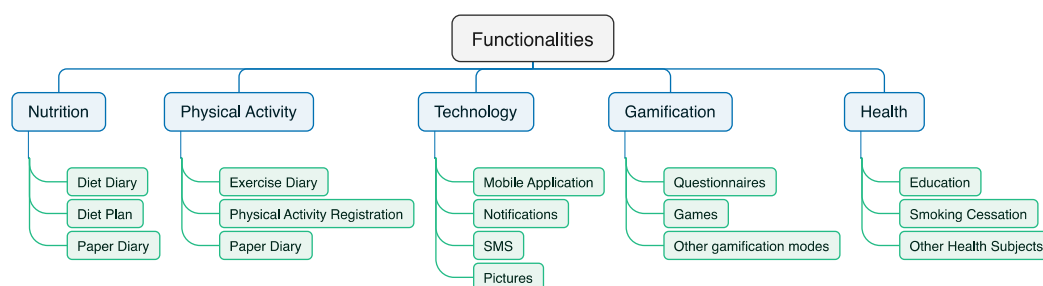 Functionalities
Nutrition
Physical Activity
Technology
Gamification
Health
Diet Diary
Exercise Diary
Mobile Application
Questionnaires
Education
Diet Plan
Physical Activity Registration
Notifications
Games
Smoking Cessation
Paper Diary
Paper Diary
SMS
Other gamification modes
Other Health Subjects
Pictures